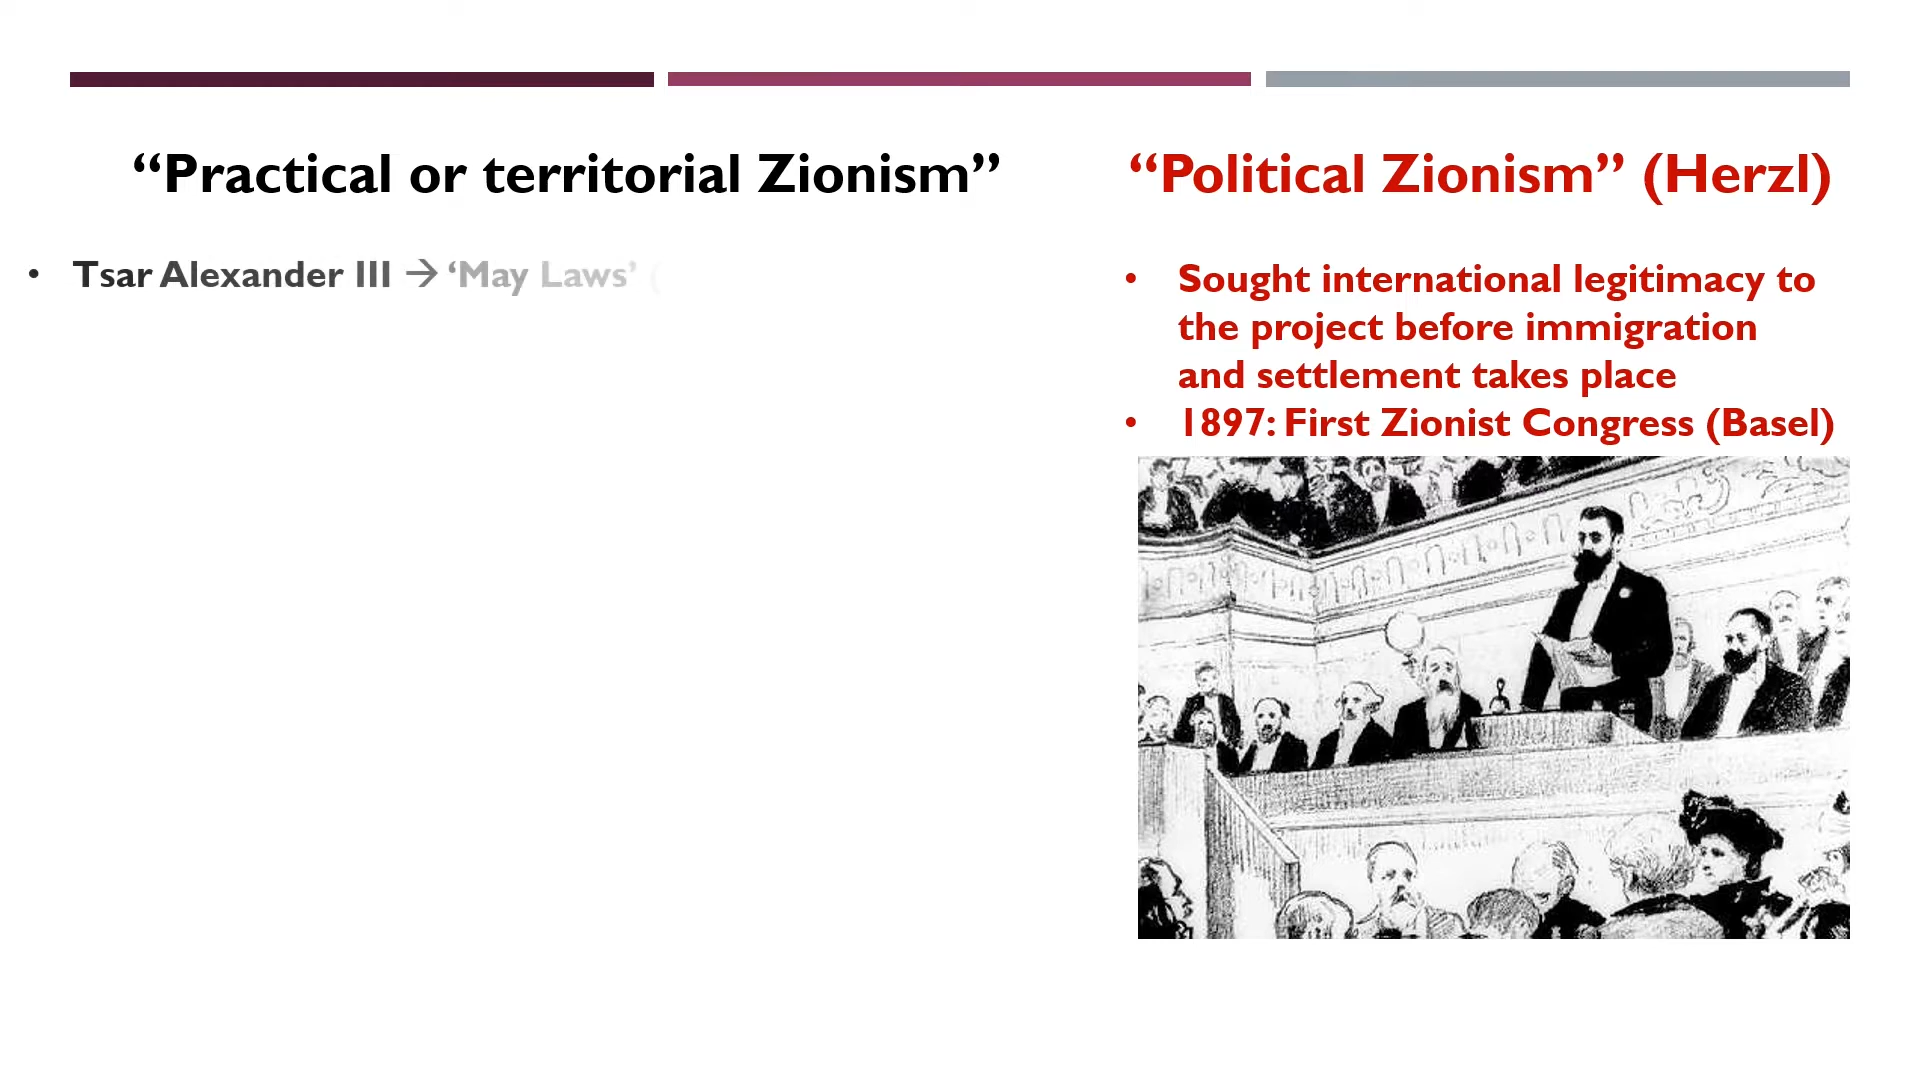 “Practical or territorial Zionism”
• Tsar Alexander III → ‘May Laws’ (
“Political Zionism” (Herzl)
• Sought international legitimacy to
the project before immigration
and settlement takes place
• 1897: First Zionist Congress (Basel)